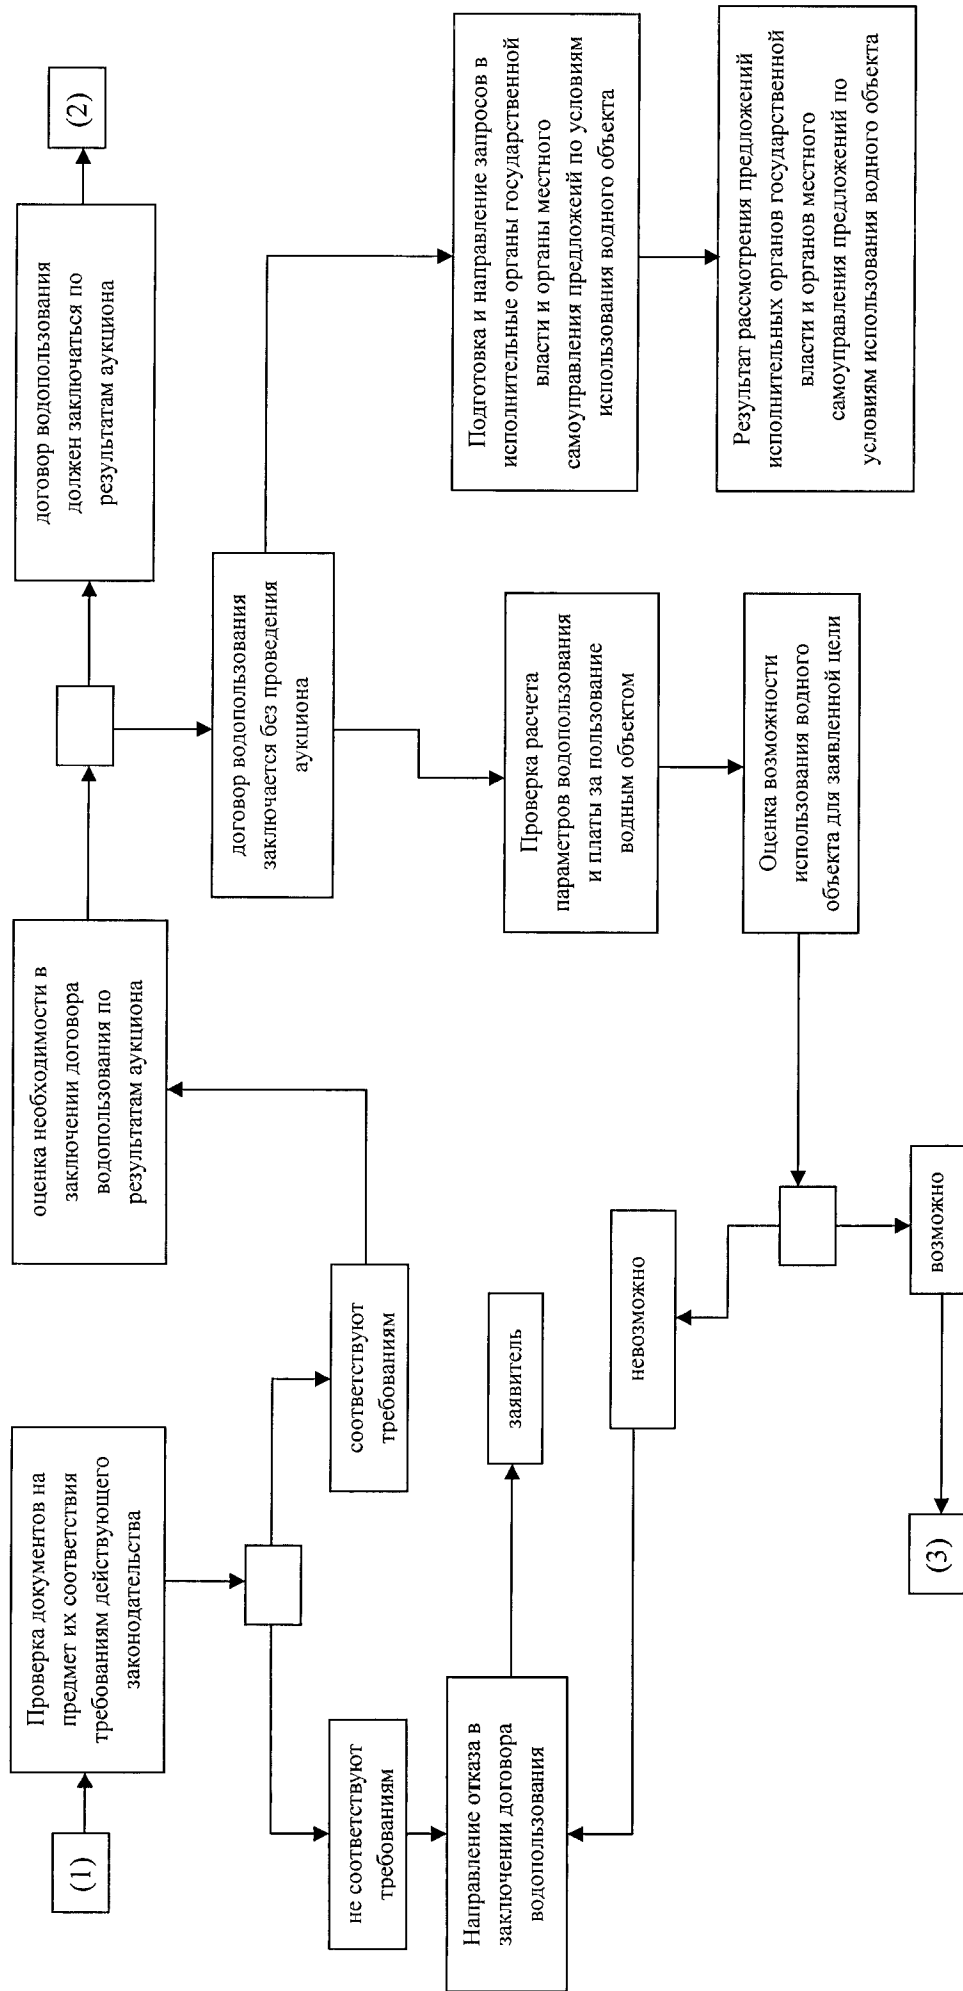 (1)
Проверка документов на
предмет их соответствия
требованиям действующего
законодательства
не соответствуют
требованиям
соответствуют
требованиям
Направление отказа в
заключении договора
водопользования
заявитель
оценка необходимости в
заключении договора
водопользования по
результатам аукциона
договор водопользования
должен заключаться по
результатам аукциона
(2)
договор водопользования
заключается без проведения
аукциона
Подготовка и направление запросов в
исполнительные органы государственной
власти и органы местного
самоуправления предложеий по условиям
использования водного объекта
Результат рассмотрения предложений
исполнительных органов государственной
власти и органов местного
самоуправления предложений по
условиям использования водного объекта
Проверка расчета
параметров водопользования
и платы за пользование
водным объектом
Оценка возможности
использования водного
объекта для заявленной цели
невозможно
возможно
(3)